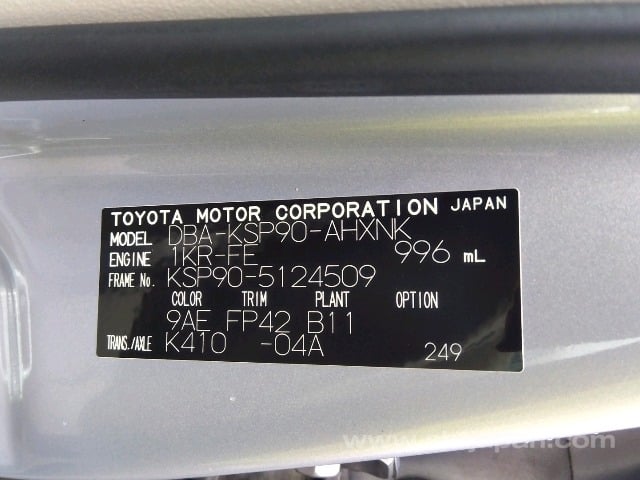 TOYOTA MOTOR CORPORATION JAPAN
MODEL DBA-KSP90-AHXNK
ENGINE 1KR-FE 996 mL
FRAME No. KSP90-5124509
COLOR TRIM PLANT OPTION
9AE FP42 B11
TRANS./AXLE K410 -04A 249